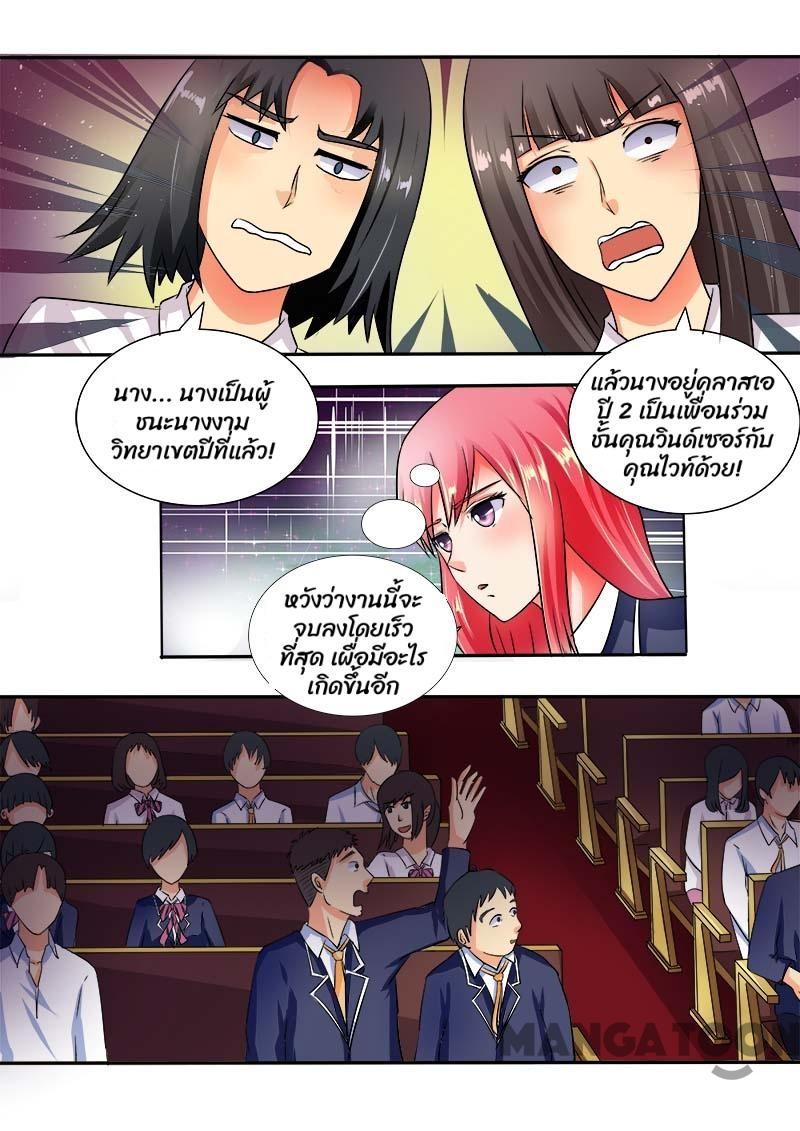 นาง... นางเป็นผู้
ชนะนางงาม
วิทยาเขตปีที่แล้ว!
แล้วนางอยู่คลาสเอ
ปี 2 เป็นเพื่อนร่วม
ชั้นคุณวินด์เซอร์กับ
คุณไวท์ด้วย!
หวังว่างานนี้จะ
จบลงโดยเร็ว
ที่สุด เผื่อมีอะไร
เกิดขึ้นอีก
MANGATOON